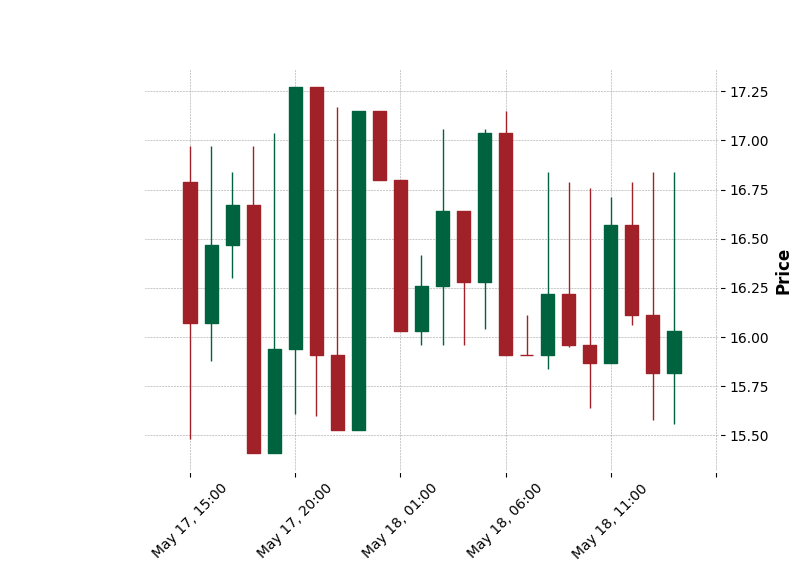 17.25
17.00
16.75
16.50
16.25
16.00
15.75
15.50
Price
May 17, 15:00
May 17, 20:00
May 18, 01:00
May 18, 06:00
May 18, 11:00